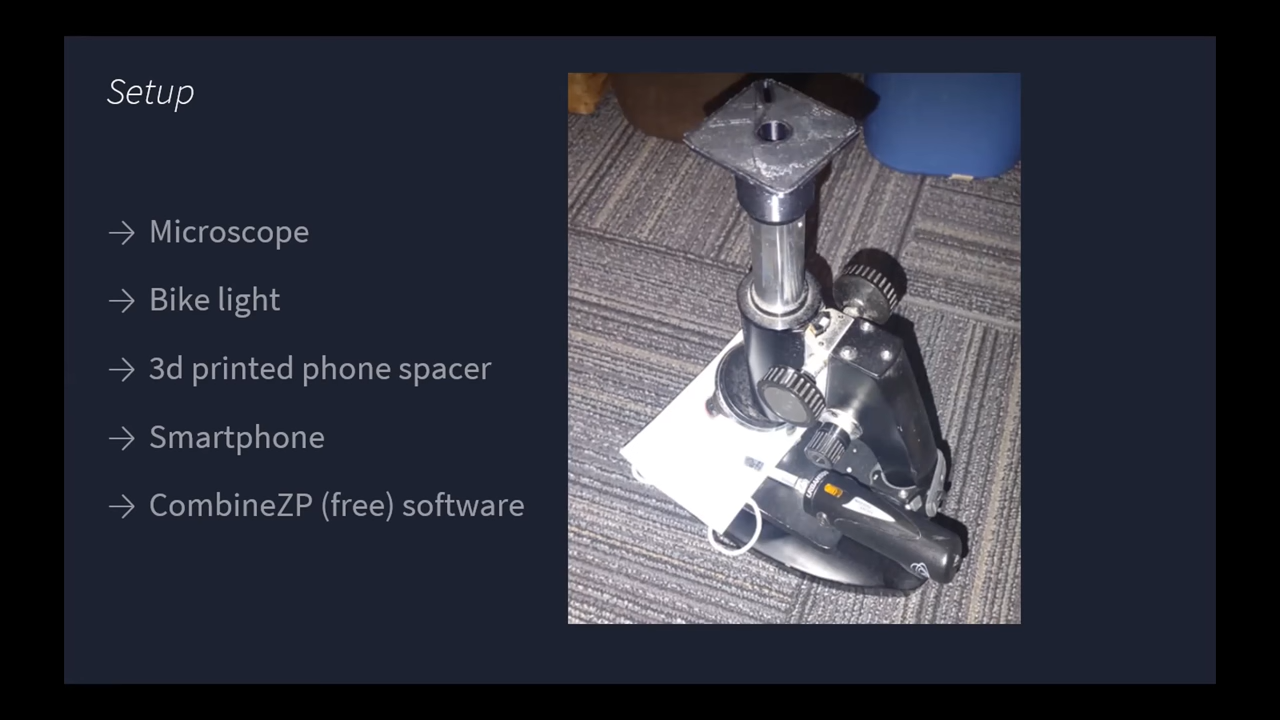 Setup
→ Microscope
→ Bike light
→ 3d printed phone spacer
→ Smartphone
→ CombineZP (free) software